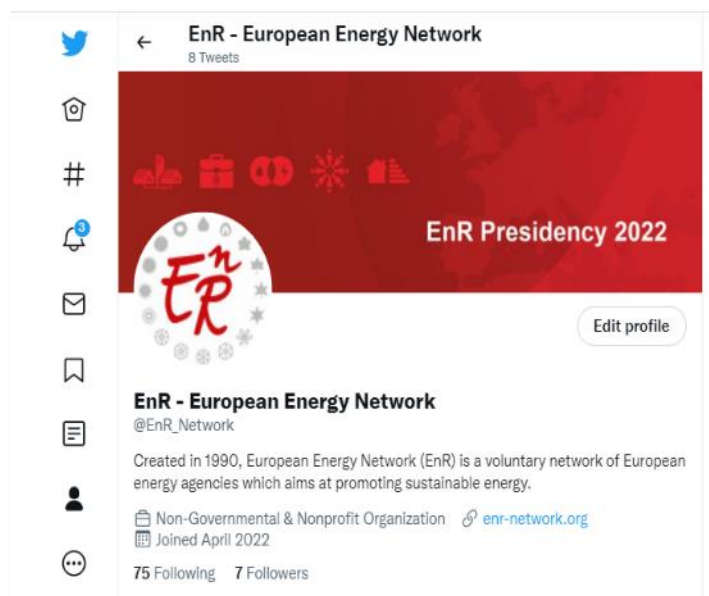 EnR - European Energy Network
8 Tweets
3
EnR Presidency 2022
EnR
Edit profile
EnR - European Energy Network
@EnR_Network
Created in 1990, European Energy Network (EnR) is a voluntary network of European
energy agencies which aims at promoting sustainable energy.
Non-Governmental & Nonprofit Organization enr-network.org
Joined April 2022
75 Following 7 Followers